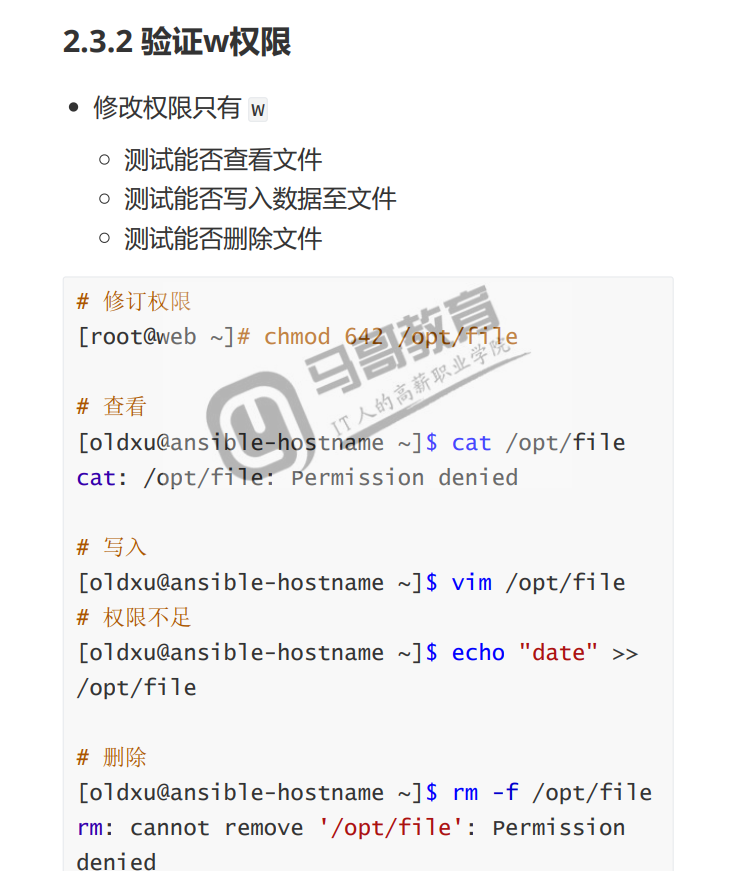 2.3.2 验证w权限
修改权限只有 w
测试能否查看文件
测试能否写入数据至文件
测试能否删除文件
# 修订权限
[root@web ~]# chmod 642 /opt/file
马哥教育
IT人的高薪职业学院
# 查看
[oldxu@ansible-hostname ~]$ cat /opt/file
cat: /opt/file: Permission denied
# 写入
[oldxu@ansible-hostname ~]$ vim /opt/file
# 权限不足
[oldxu@ansible-hostname ~]$ echo "date" >>
/opt/file
# 删除
[oldxu@ansible-hostname ~]$ rm -f /opt/file
rm: cannot remove '/opt/file': Permission
denied